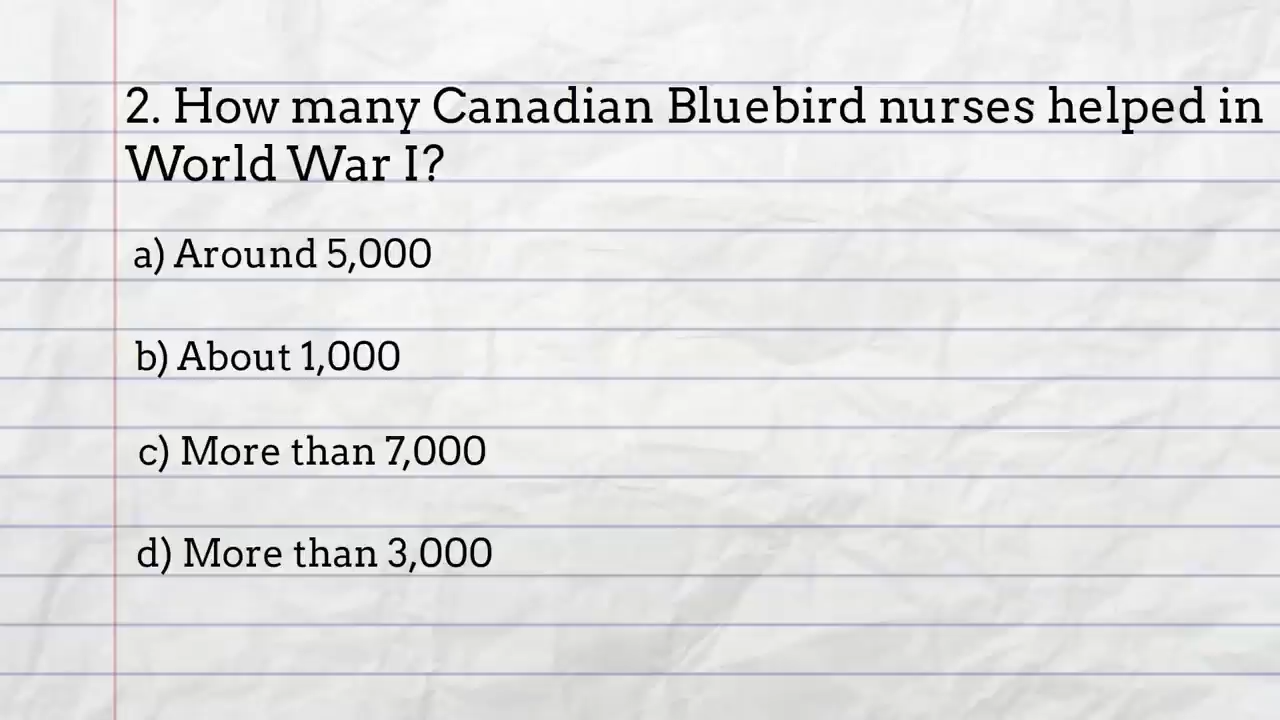 2. How many Canadian Bluebird nurses helped in
World War I?
a) Around 5,000
b) About 1,000
c) More than 7,000
d) More than 3,000